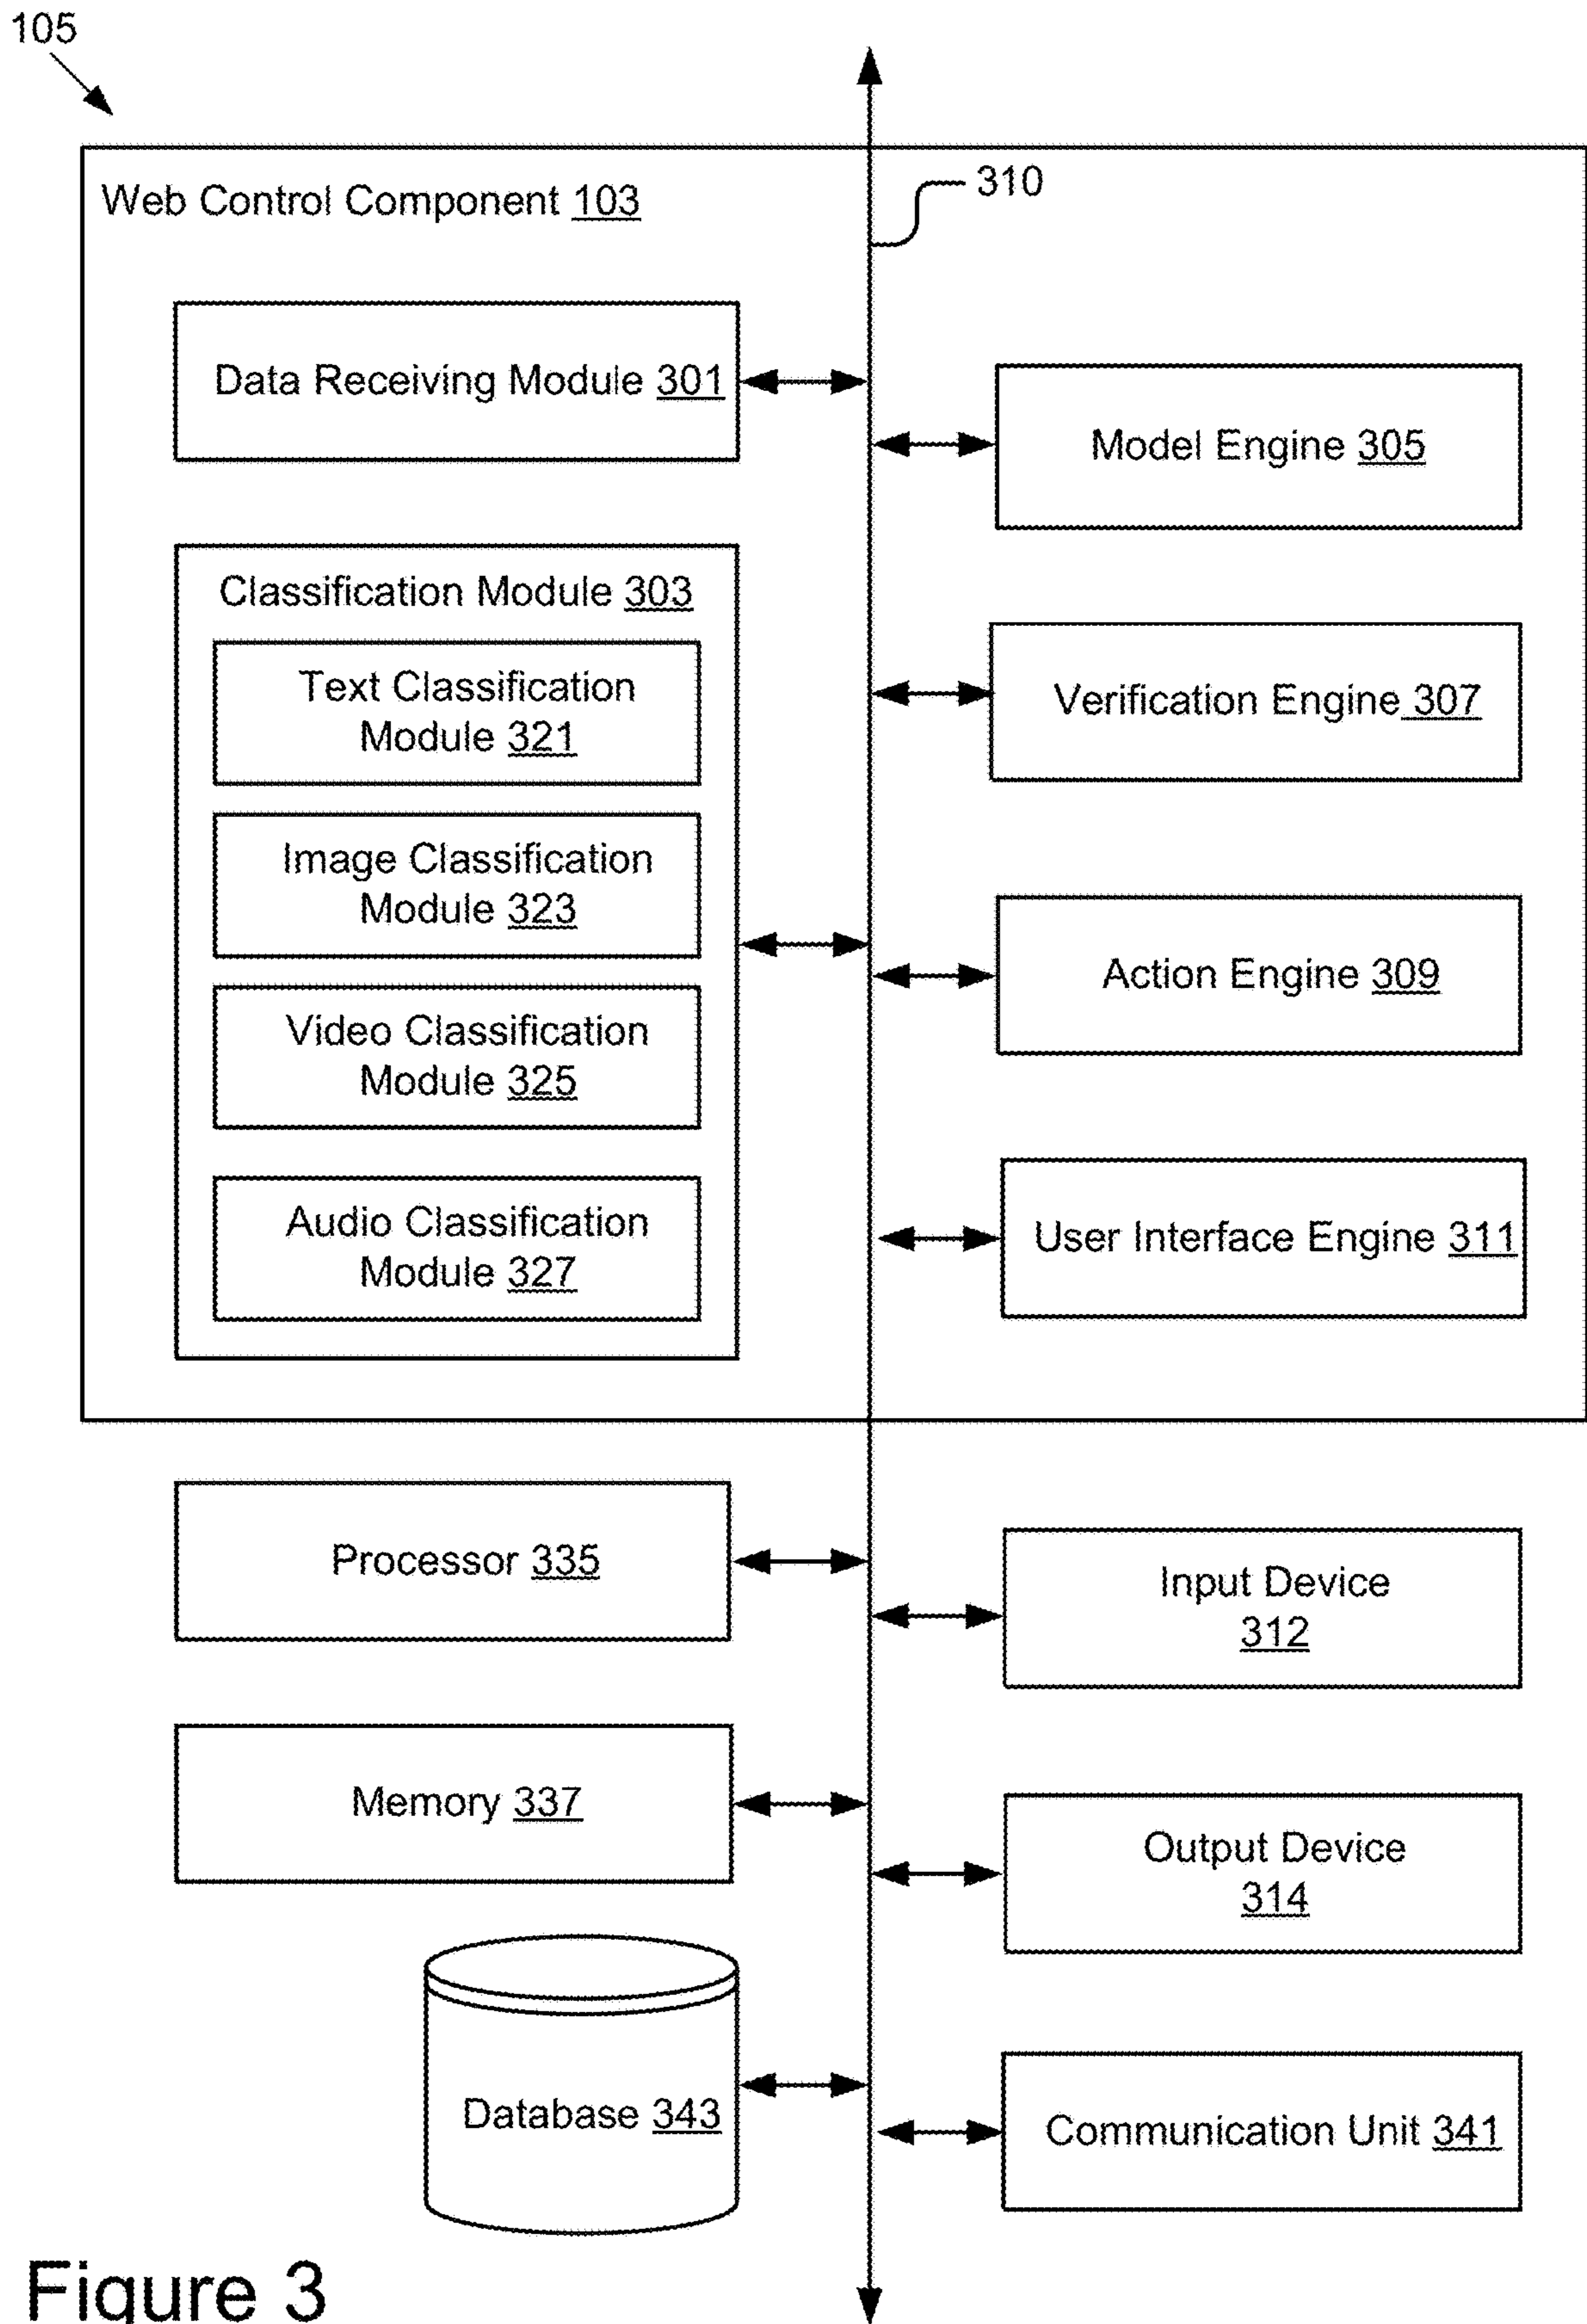 105
310
Web Control Component 103
Data Receiving Module 301
Model Engine 305
Classification Module 303
Text Classification
Module 321
Verification Engine 307
Image Classification
Module 323
Action Engine 309
Video Classification
Module 325
Audio Classification
Module 327
User Interface Engine 311
Processor 335
Input Device
312
Memory 337
Output Device
314
Database 343
Communication Unit 341
Figure 3